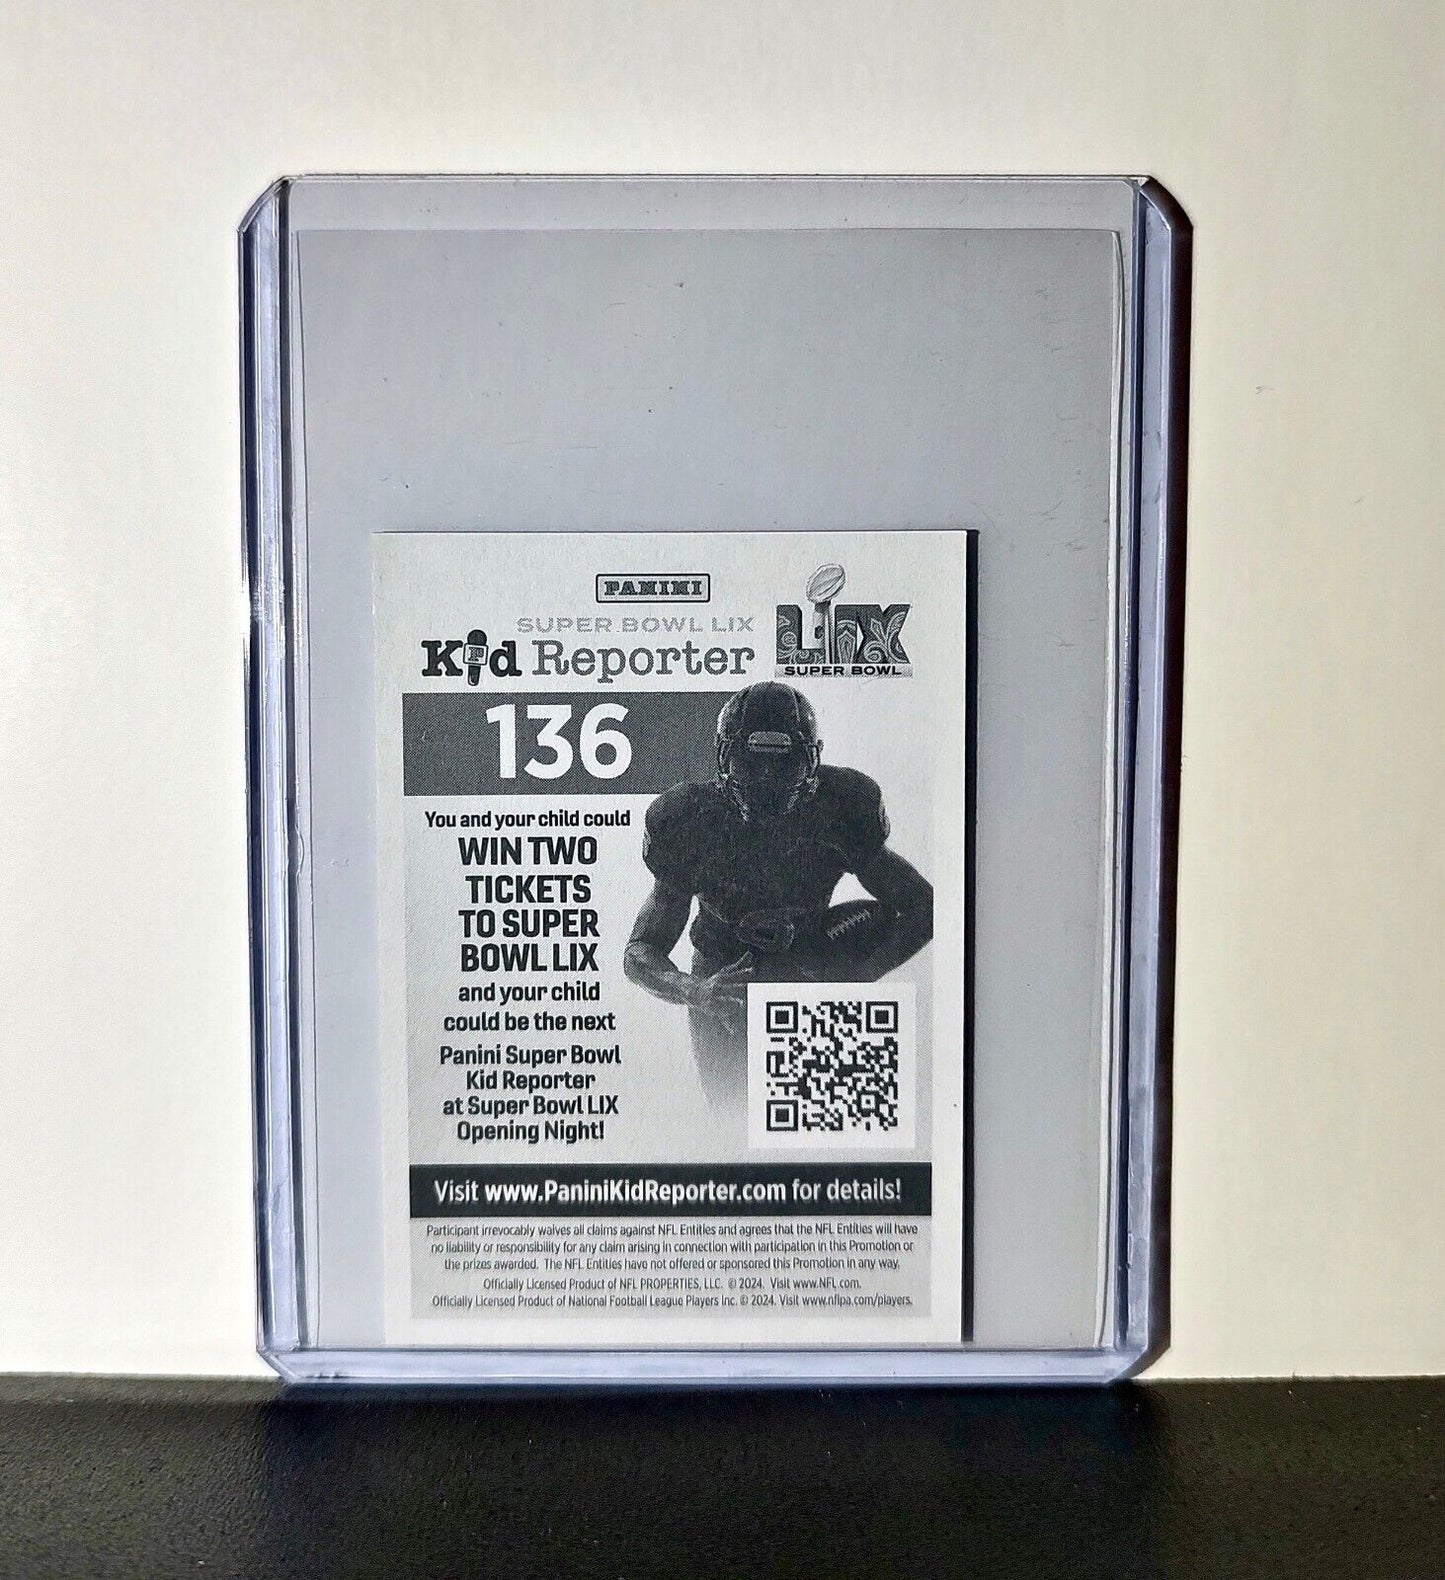 PANINI
SUPER BOWL LIX
Kid Reporter
LIX
SUPER BOWL
136
You and your child could
WIN TWO
TICKETS
TO SUPER
BOWL LIX
and your child
could be the next
Panini Super Bowl
Kid Reporter
at Super Bowl LIX
Opening Night!
Visit www.PaniniKidReporter.com for details!
Participant irrevocably waives all claims against NFL Entities and agrees that the NFL Entities will have
no liability or responsibility for any claim arising in connection with participation in this Promotion or
the prizes awarded. The NFL Entities have not offered or sponsored this Promotion in any way.
Officially Licensed Product of NFL PROPERTIES, LLC. © 2024. Visit www.NFL.com.
Officially Licensed Product of National Football League Players Inc. © 2024. Visit www.nflpa.com/players.